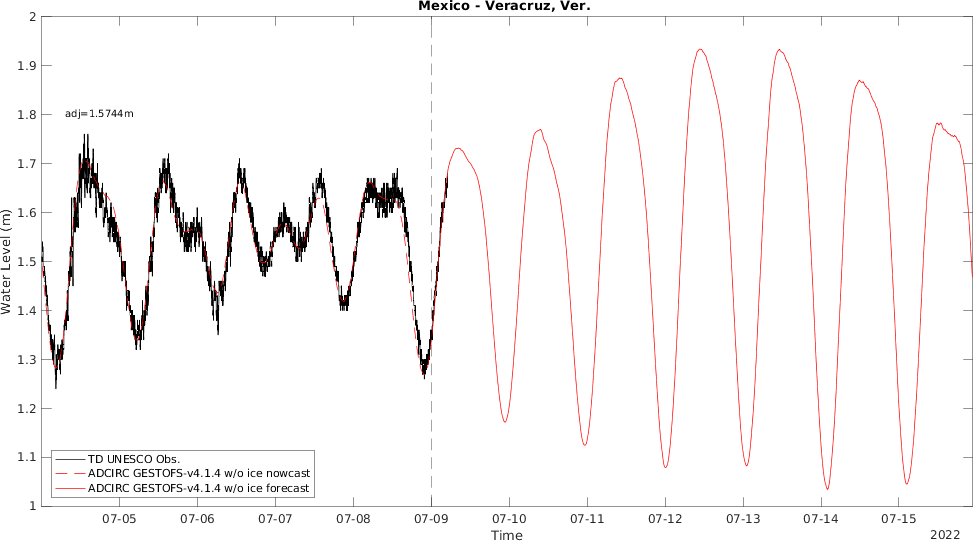 Mexico - Veracruz, Ver.
2
1.9
1.8
1.7
1.6
1.5
1.4
1.3
1.2
1.1
1
Water Level (m)
adj=1.5744m
TD UNESCO Obs.
ADCIRC GESTOFS-v4.1.4 w/o ice nowcast
ADCIRC GESTOFS-v4.1.4 w/o ice forecast
07-05 07-06 07-07 07-08 07-09 07-10 07-11 07-12 07-13 07-14 07-15
Time
2022